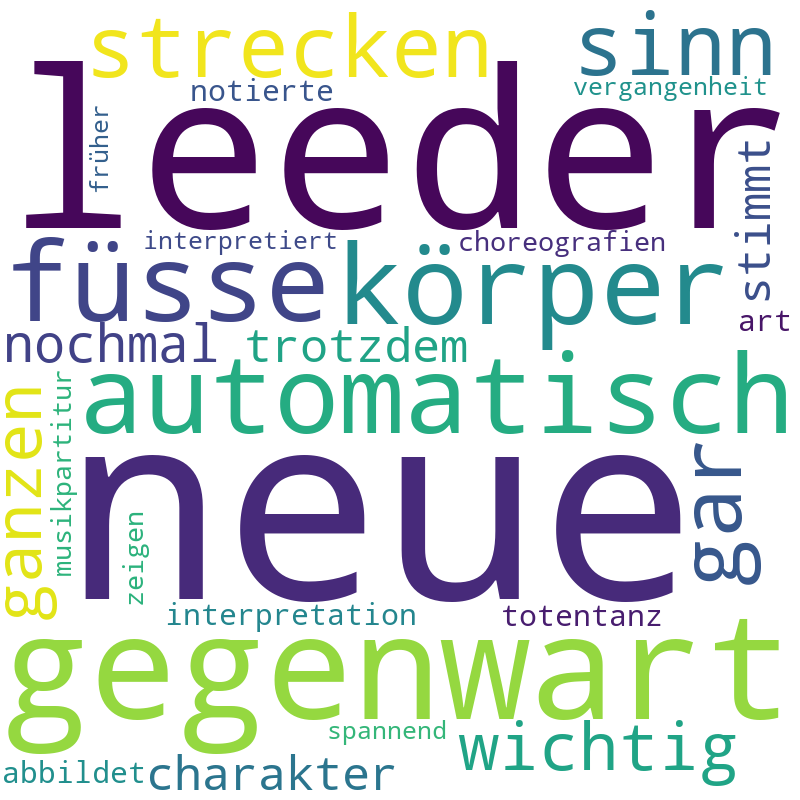 strecken
sinn
notierte
vergangenheit
leeder
früher
interpretiert
choreografien
stimmt
füsse
körper
art
nochmal
trotzdem
automatisch
ganzen
musikpartitur
neue
gar
zeigen
interpretation
totentanz
gegenwart
spannend
wichtig
abbildet
charakter